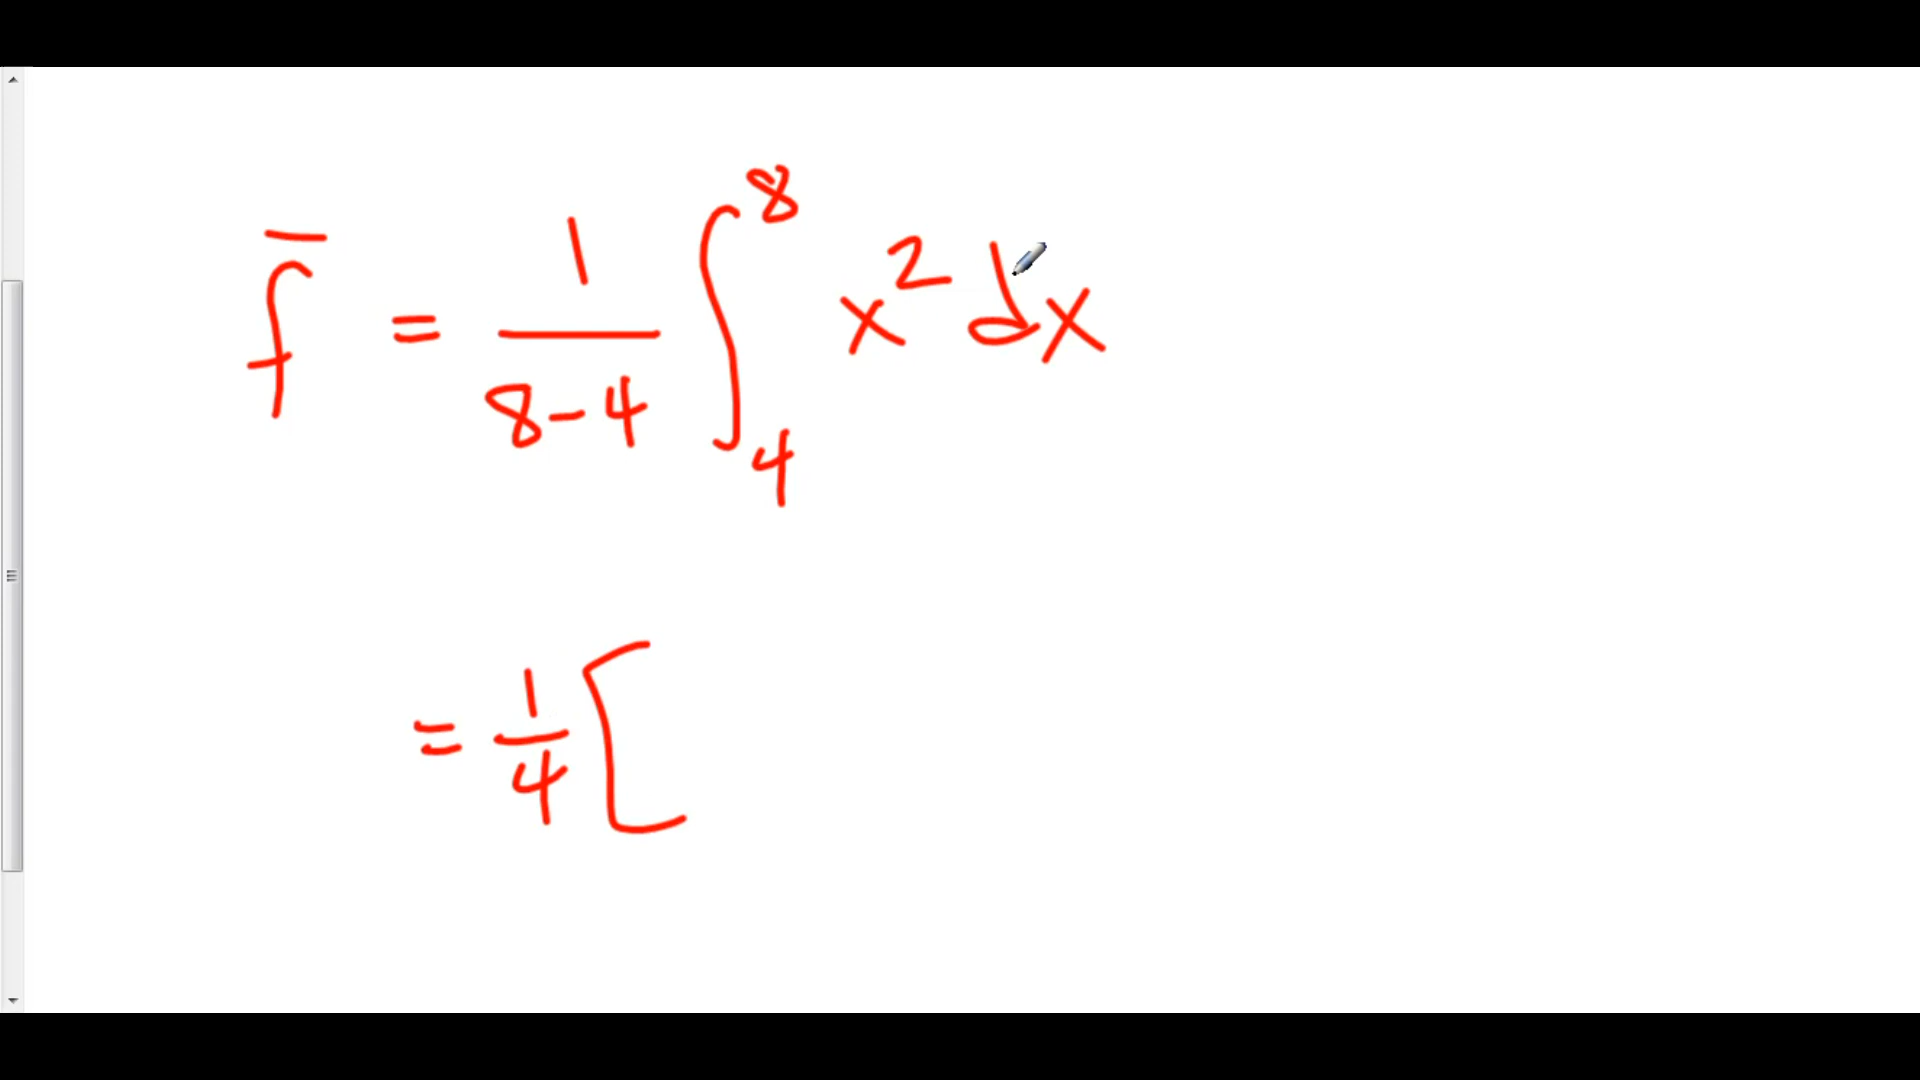 f̄ = 1/(8-4) ∫₄⁸ x² dx
= 1/4 [